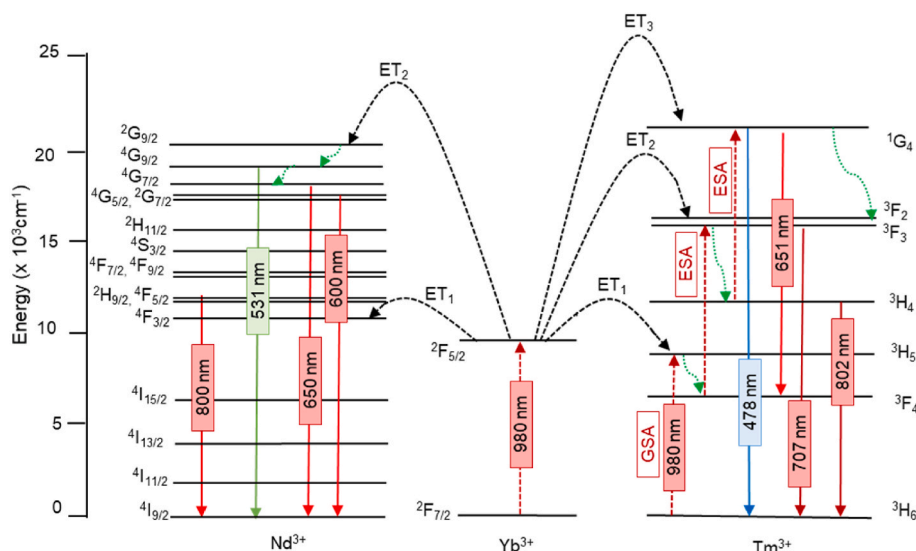 25
20
15
10
5
0
Energy (x 10³cm⁻¹)
²G₉/₂
⁴G₉/₂
⁴G₇/₂
⁴G₅/₂, ²G₇/₂
²H₁₁/₂
⁴S₃/₂
⁴F₇/₂, ⁴F₉/₂
²H₉/₂, ⁴F₅/₂
⁴F₃/₂
⁴I₁₅/₂
⁴I₁₃/₂
⁴I₁₁/₂
⁴I₉/₂
800 nm
531 nm
650 nm
600 nm
Nd³⁺
ET₂
ET₁
²F₅/₂
980 nm
²F₇/₂
Yb³⁺
ET₃
ET₂
ET₁
GSA
980 nm
ESA
ESA
478 nm
651 nm
707 nm
802 nm
¹G₄
³F₂
³F₃
³H₄
³H₅
³F₄
³H₆
Tm³⁺